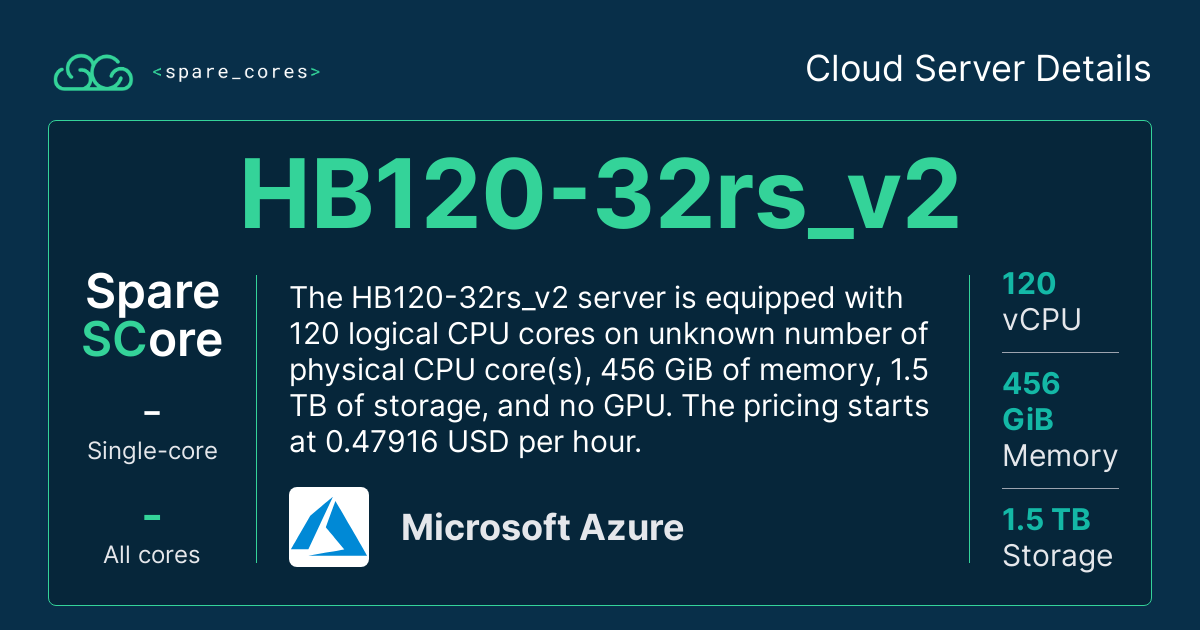 <spare_cores>
Cloud Server Details
HB120-32rs_v2
Spare
SCore
–
Single-core
–
All cores
The HB120-32rs_v2 server is equipped with
120 logical CPU cores on unknown number of
physical CPU core(s), 456 GiB of memory, 1.5
TB of storage, and no GPU. The pricing starts
at 0.47916 USD per hour.
Microsoft Azure
120
vCPU
456
GiB
Memory
1.5 TB
Storage